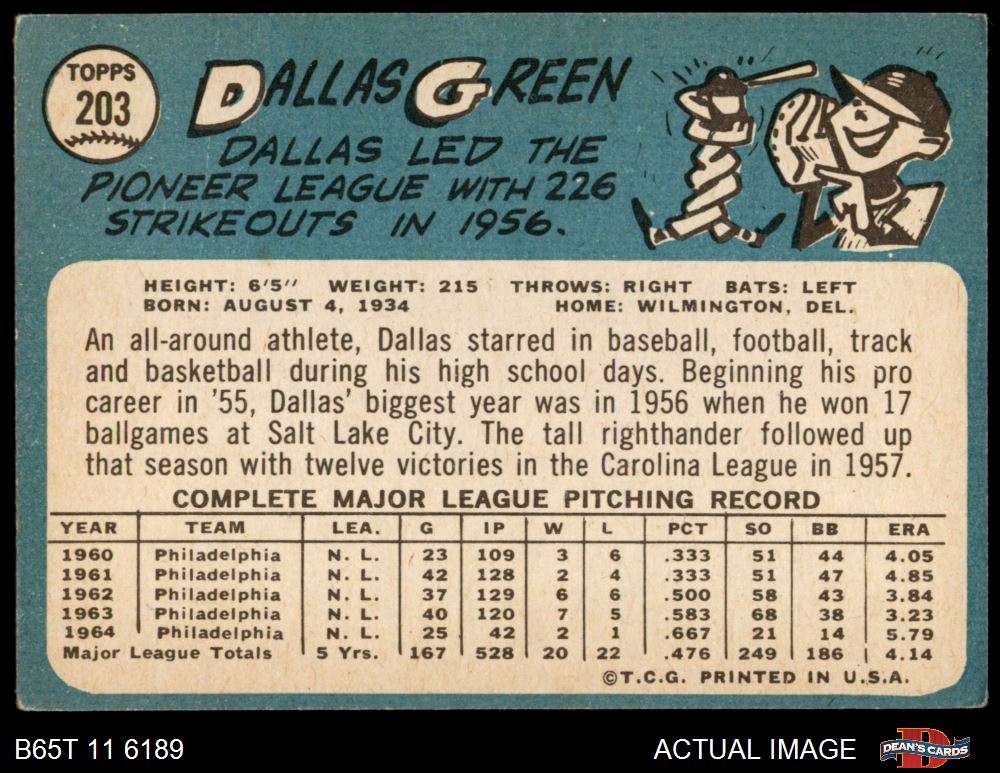 TOPPS
203
DALLAS GREEN
DALLAS LED THE
PIONEER LEAGUE WITH 226
STRIKEOUTS IN 1956.
HEIGHT: 6'5" WEIGHT: 215 THROWS: RIGHT BATS: LEFT
BORN: AUGUST 4, 1934 HOME: WILMINGTON, DEL.
An all-around athlete, Dallas starred in baseball, football, track
and basketball during his high school days. Beginning his pro
career in '55, Dallas' biggest year was in 1956 when he won 17
ballgames at Salt Lake City. The tall righthander followed up
that season with twelve victories in the Carolina League in 1957.
COMPLETE MAJOR LEAGUE PITCHING RECORD
YEAR TEAM LEA. G IP W L PCT SO BB ERA
1960 Philadelphia N. L. 23 109 3 6 .333 51 44 4.05
1961 Philadelphia N. L. 42 128 2 4 .333 51 47 4.85
1962 Philadelphia N. L. 37 129 6 6 .500 58 43 3.84
1963 Philadelphia N. L. 40 120 7 5 .583 68 38 3.23
1964 Philadelphia N. L. 25 42 2 1 .667 21 14 5.79
Major League Totals 5 Yrs. 167 528 20 22 .476 249 186 4.14
©T.C.G. PRINTED IN U.S.A.
B65T 11 6189 ACTUAL IMAGE DEAN'S CARDS